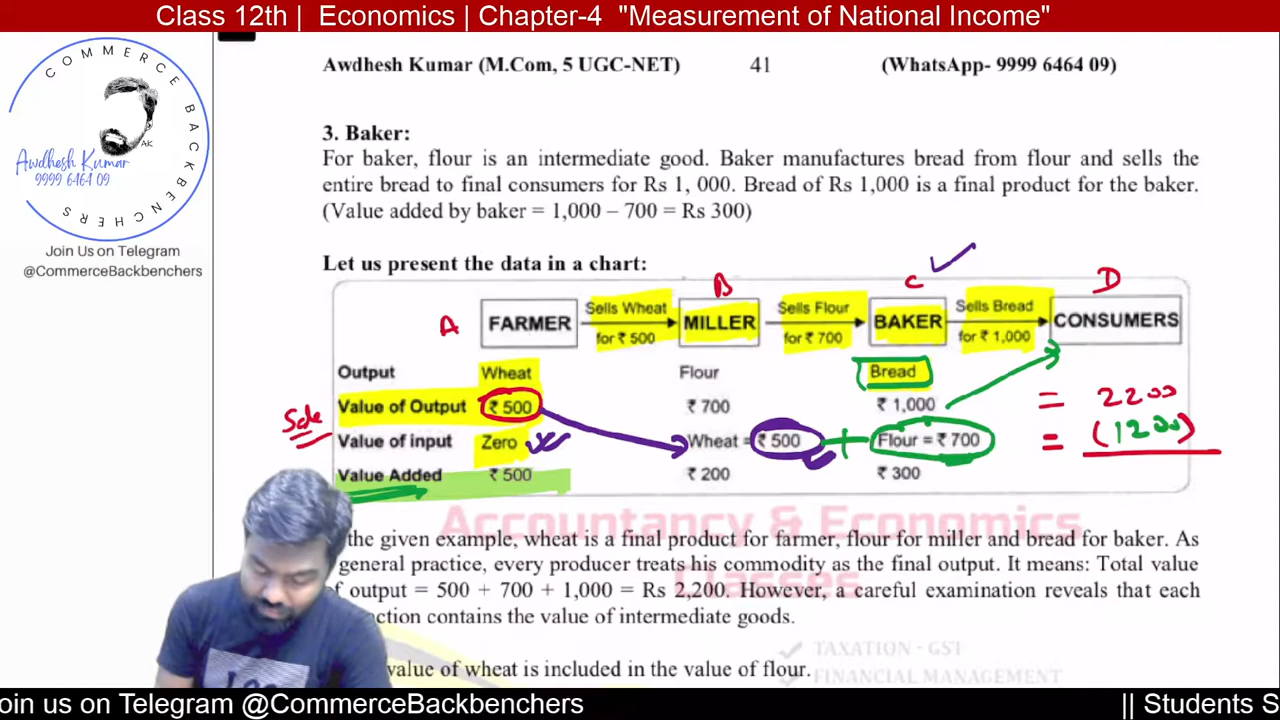 Class 12th | Economics | Chapter-4 "Measurement of National Income"
COMMERCE BACKBENCHERS
AK
Awdhesh Kumar
9999 6464 09
Join Us on Telegram
@CommerceBackbenchers
Awdhesh Kumar (M.Com, 5 UGC-NET) 41 (WhatsApp- 9999 6464 09)
3. Baker:
For baker, flour is an intermediate good. Baker manufactures bread from flour and sells the
entire bread to final consumers for Rs 1, 000. Bread of Rs 1,000 is a final product for the baker.
(Value added by baker = 1,000 – 700 = Rs 300)
Let us present the data in a chart:
A B C D
Sells Wheat Sells Flour Sells Bread
FARMER MILLER BAKER CONSUMERS
for ₹ 500 for ₹ 700 for ₹ 1,000
Output Wheat Flour Bread
Sale Value of Output ₹ 500 ₹ 700 ₹ 1,000 = 2200
Value of input Zero Wheat = ₹ 500 + Flour = ₹ 700 = (1200)
Value Added ₹ 500 ₹ 200 ₹ 300
Accountancy & Economics
Classes
the given example, wheat is a final product for farmer, flour for miller and bread for baker. As
general practice, every producer treats his commodity as the final output. It means: Total value
f output = 500 + 700 + 1,000 = Rs 2,200. However, a careful examination reveals that each
ction contains the value of intermediate goods.
TAXATION - GST
value of wheat is included in the value of flour.
FINANCIAL MANAGEMENT
oin us on Telegram @CommerceBackbenchers || Students S